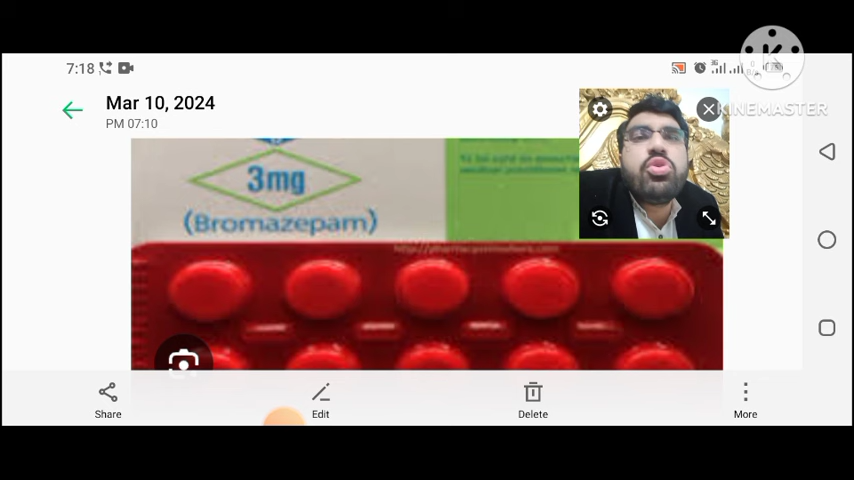 7:18
Mar 10, 2024
PM 07:10
KINEMASTER
3mg
(Bromazepam)
Share
Edit
Delete
More